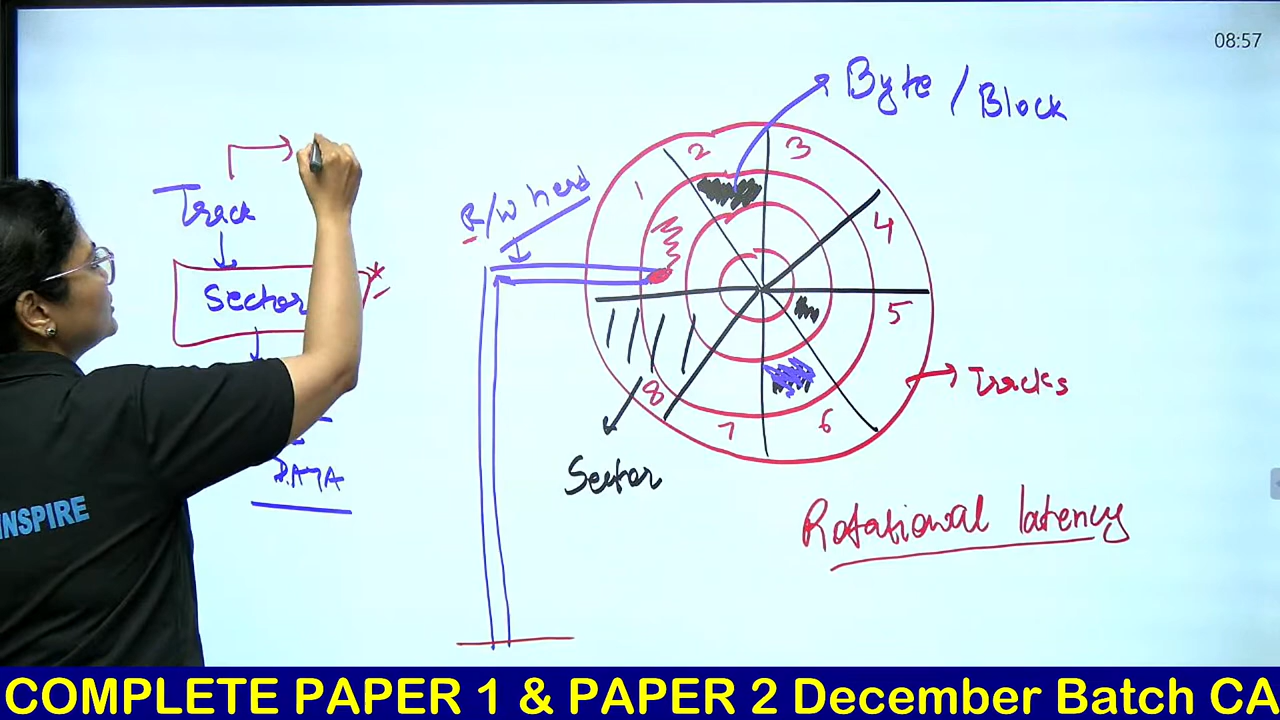 08:57
Byte / Block
2
3
1
R/W head
4
Track
Sector
*
5
Tracks
8
6
7
DATA
Sector
INSPIRE
Rotational latency
COMPLETE PAPER 1 & PAPER 2 December Batch CA